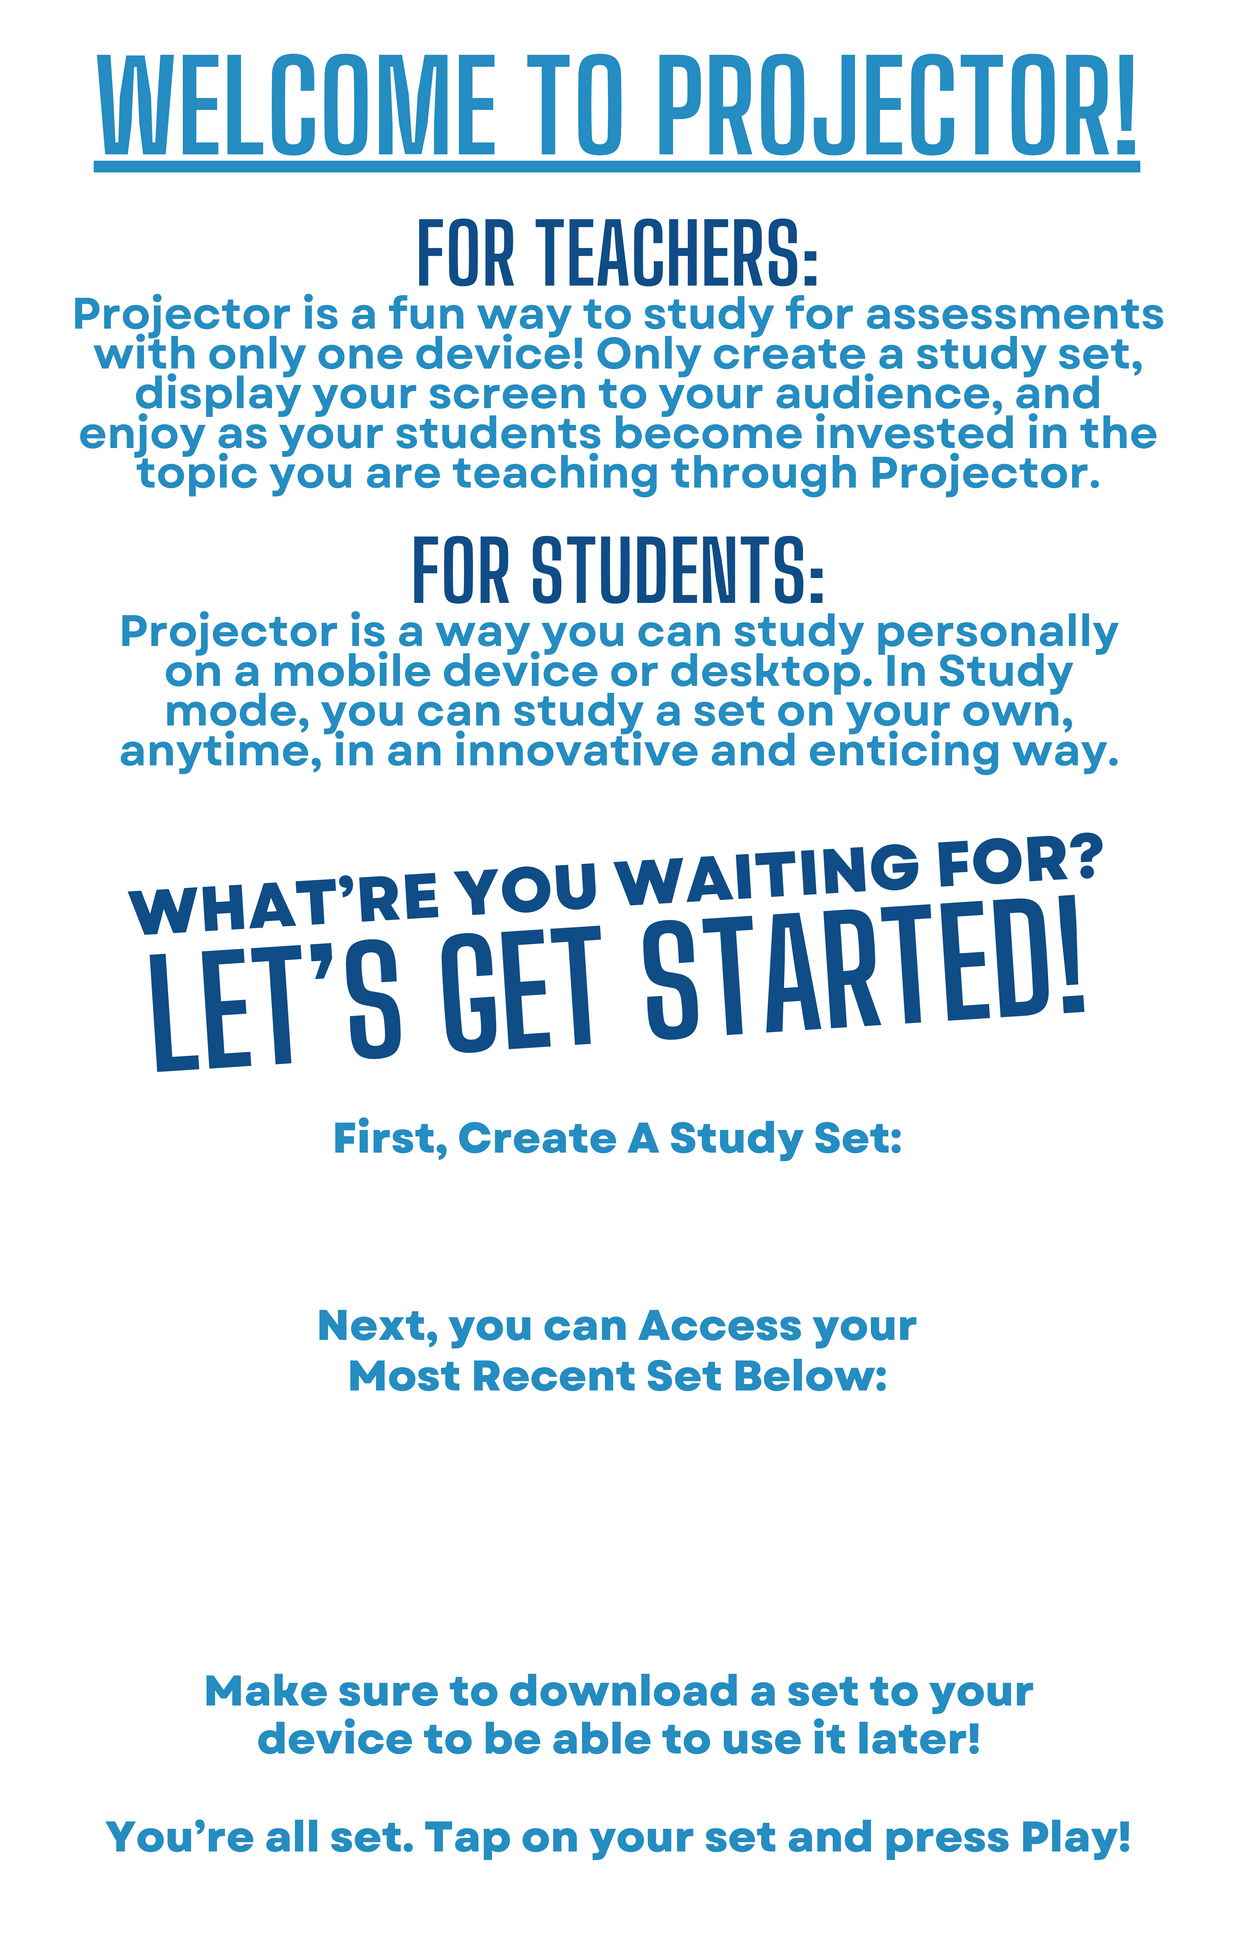 WELCOME TO PROJECTOR!
FOR TEACHERS:
Projector is a fun way to study for assessments
with only one device! Only create a study set,
display your screen to your audience, and
enjoy as your students become invested in the
topic you are teaching through Projector.
FOR STUDENTS:
Projector is a way you can study personally
on a mobile device or desktop. In Study
mode, you can study a set on your own,
anytime, in an innovative and enticing way.
WHAT’RE YOU WAITING FOR?
LET’S GET STARTED!
First, Create A Study Set:
Next, you can Access your
Most Recent Set Below:
Make sure to download a set to your
device to be able to use it later!
You’re all set. Tap on your set and press Play!